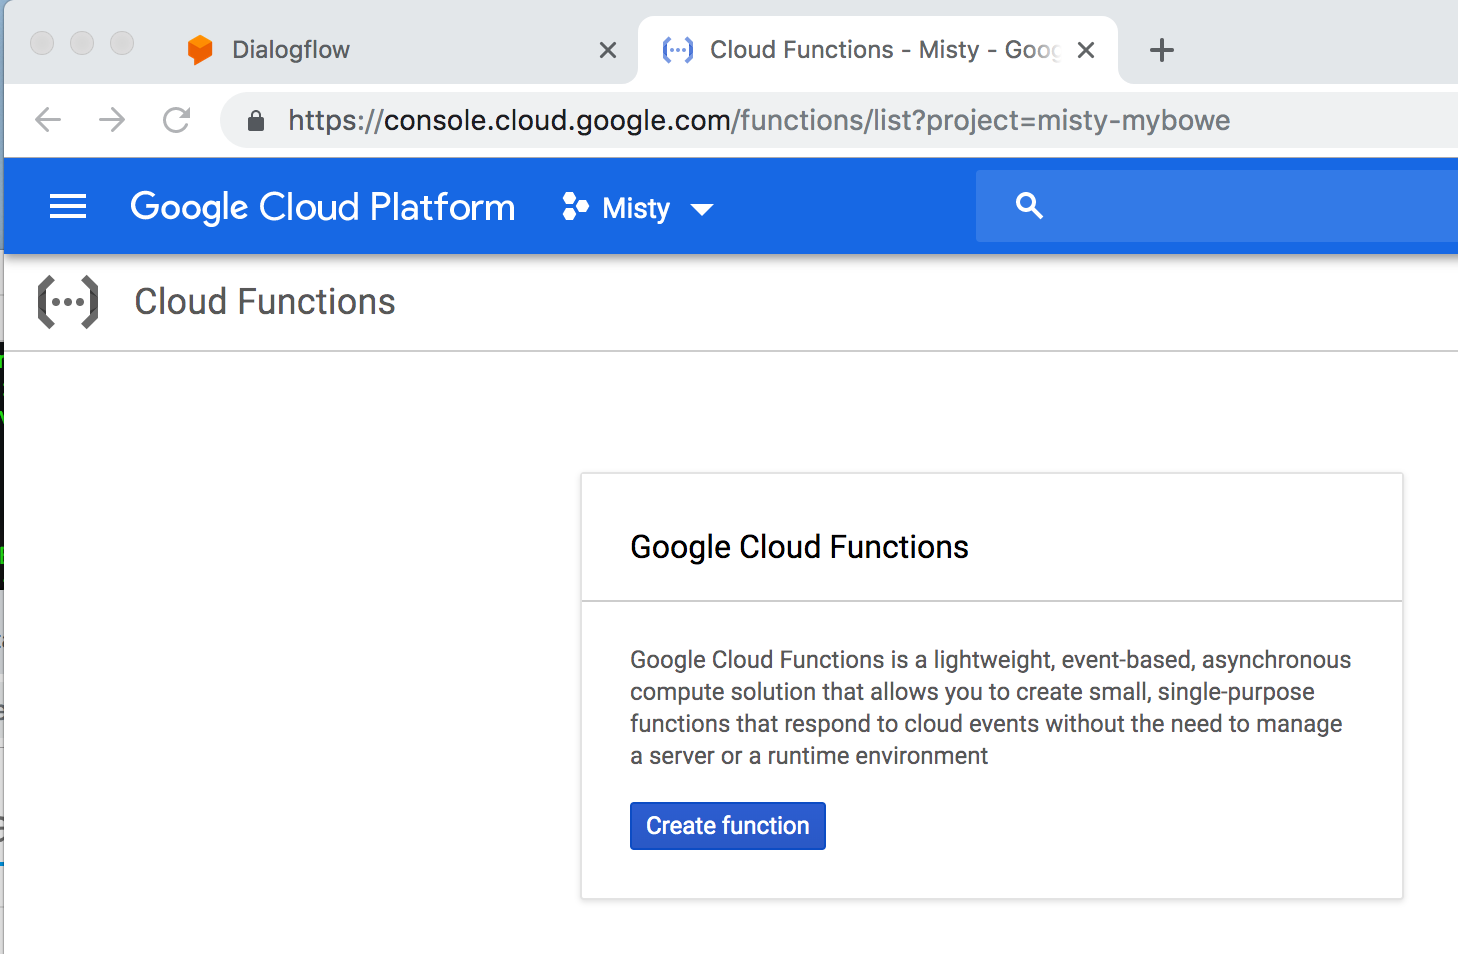 Dialogflow
Cloud Functions - Misty - Goog
https://console.cloud.google.com/functions/list?project=misty-mybowe
Google Cloud Platform
Misty
Cloud Functions
Google Cloud Functions
Google Cloud Functions is a lightweight, event-based, asynchronous
compute solution that allows you to create small, single-purpose
functions that respond to cloud events without the need to manage
a server or a runtime environment
Create function